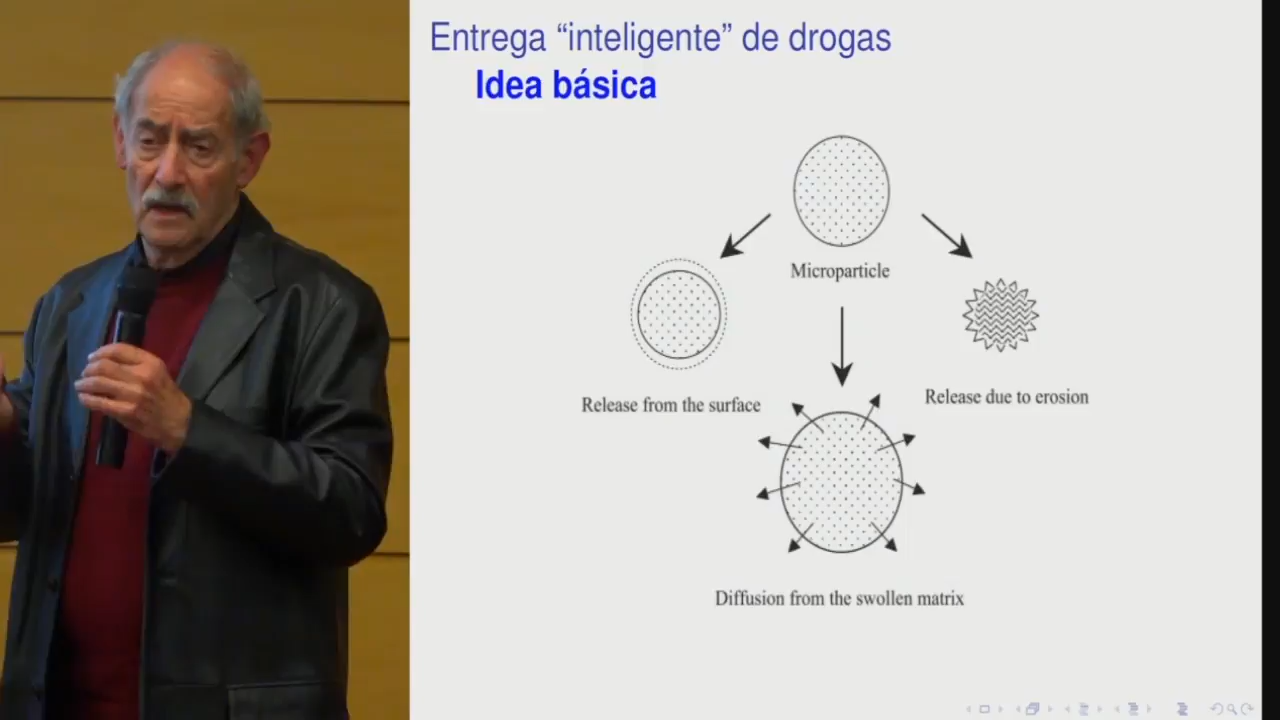 Entrega “inteligente” de drogas
Idea básica
Microparticle
Release from the surface
Release due to erosion
Diffusion from the swollen matrix